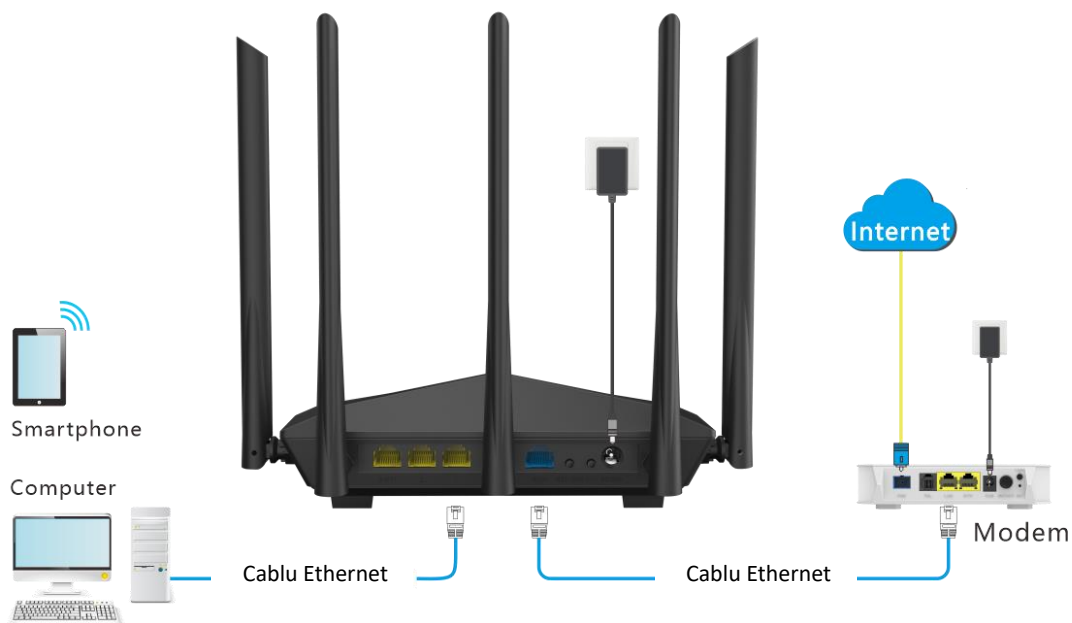 Internet
Smartphone
Computer
Modem
Cablu Ethernet
Cablu Ethernet